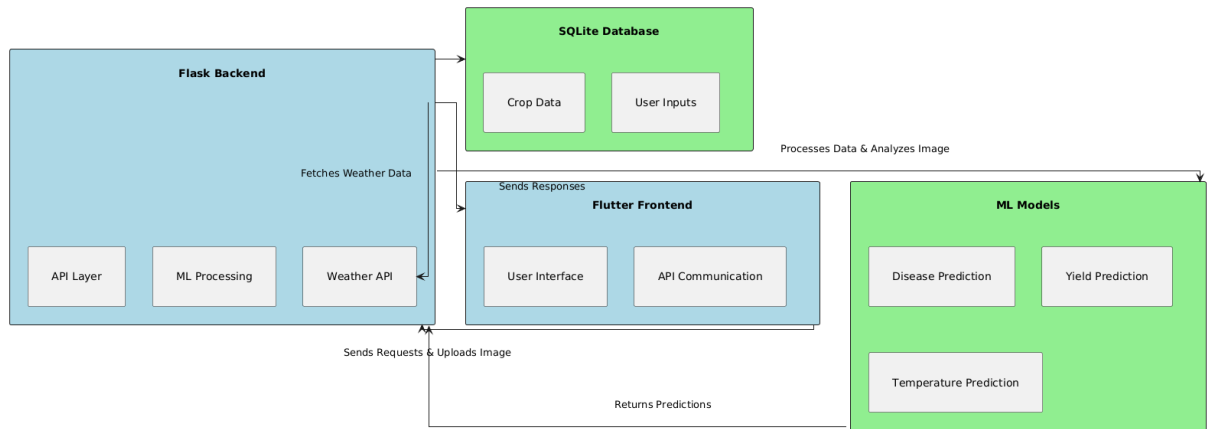 SQLite Database
Flask Backend
Crop Data
User Inputs
Processes Data & Analyzes Image
Fetches Weather Data
Sends Responses
Flutter Frontend
ML Models
API Layer
ML Processing
Weather API
User Interface
API Communication
Disease Prediction
Yield Prediction
Sends Requests & Uploads Image
Temperature Prediction
Returns Predictions